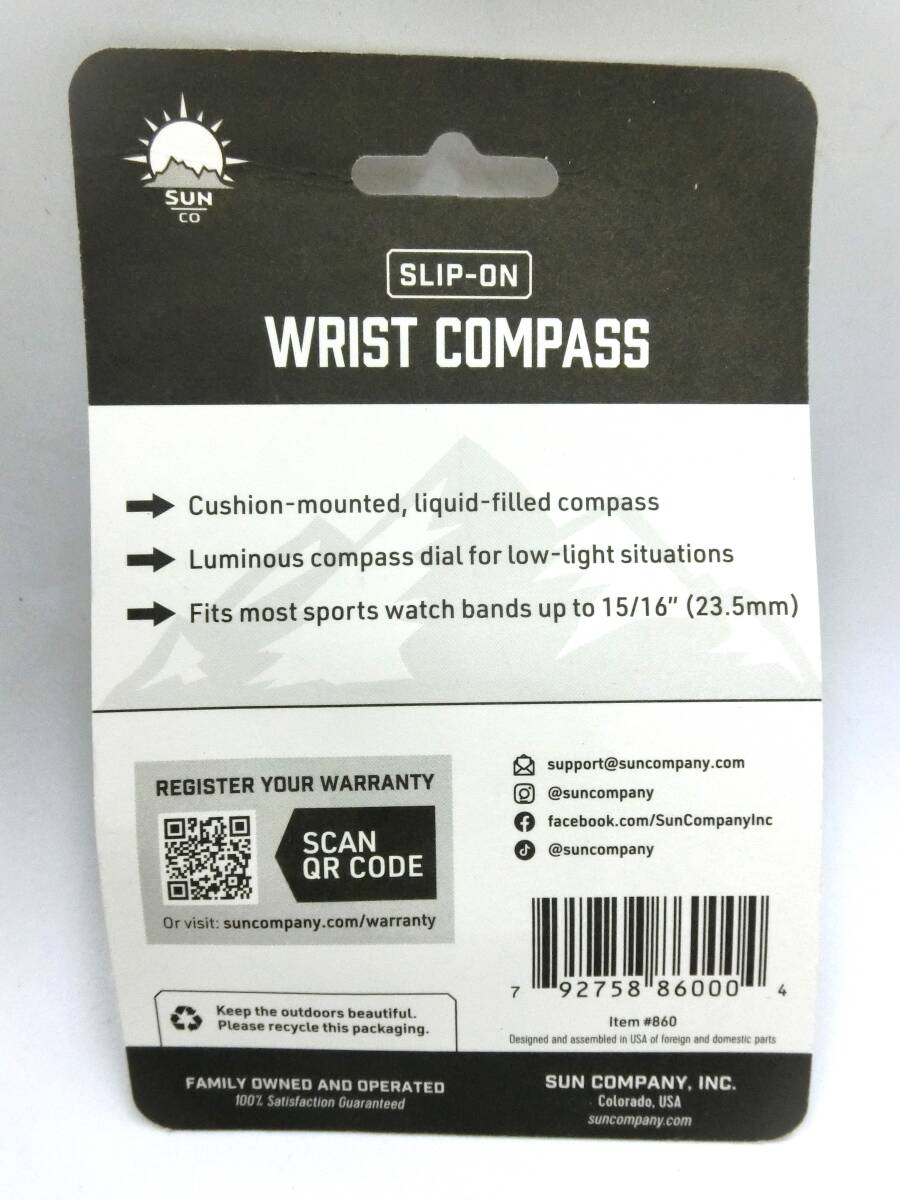 SUN
CO
SLIP-ON
WRIST COMPASS
Cushion-mounted, liquid-filled compass
Luminous compass dial for low-light situations
Fits most sports watch bands up to 15/16” (23.5mm)
REGISTER YOUR WARRANTY
SCAN
QR CODE
Or visit: suncompany.com/warranty
support@suncompany.com
@suncompany
facebook.com/SunCompanyInc
@suncompany
7 92758 86000 4
Item #860
Designed and assembled in USA of foreign and domestic parts
Keep the outdoors beautiful.
Please recycle this packaging.
FAMILY OWNED AND OPERATED
100% Satisfaction Guaranteed
SUN COMPANY, INC.
Colorado, USA
suncompany.com